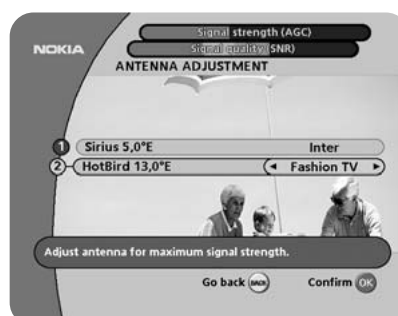 Signal strength (AGC)
NOKIA
Signal quality (SNR)
ANTENNA ADJUSTMENT
1 Sirius 5,0°E Inter
2 HotBird 13,0°E ◄ Fashion TV ►
Adjust antenna for maximum signal strength.
Go back BACK Confirm OK